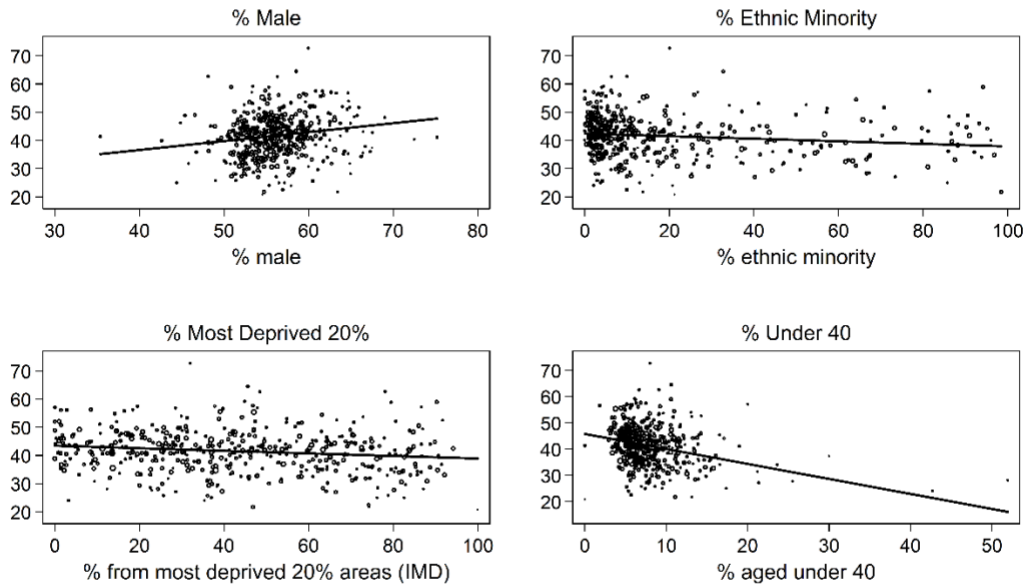 % Male
70
60
50
40
30
20
30 40 50 60 70 80
% male
% Ethnic Minority
70
60
50
40
30
20
0 20 40 60 80 100
% ethnic minority
% Most Deprived 20%
70
60
50
40
30
20
0 20 40 60 80 100
% from most deprived 20% areas (IMD)
% Under 40
70
60
50
40
30
20
0 10 20 30 40 50
% aged under 40